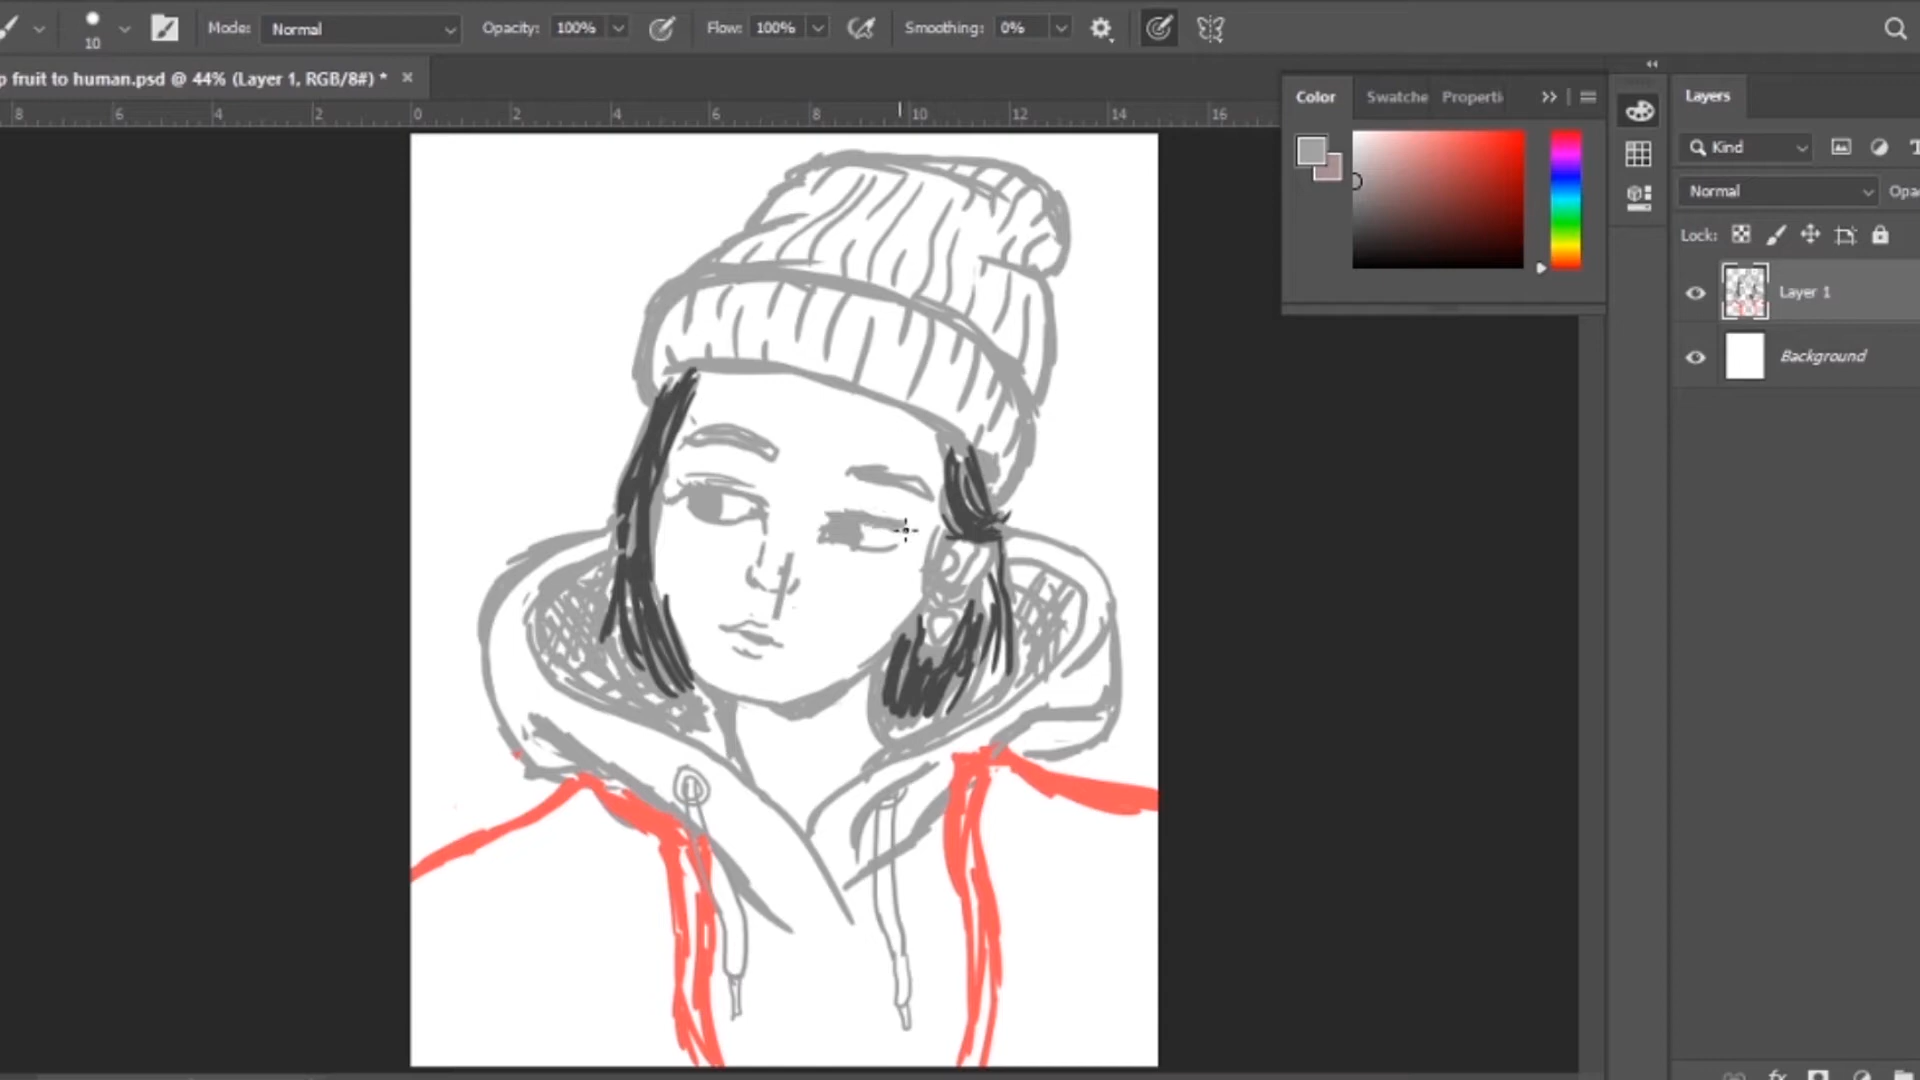 10 Mode: Normal Opacity: 100% Flow: 100% Smoothing: 0%
p fruit to human.psd @ 44% (Layer 1, RGB/8#) * ×
8 6 4 2 0 2 4 6 8 10 12 14 16
Color Swatche Properti
Layers
Kind
Normal Opa
Lock:
Layer 1
Background